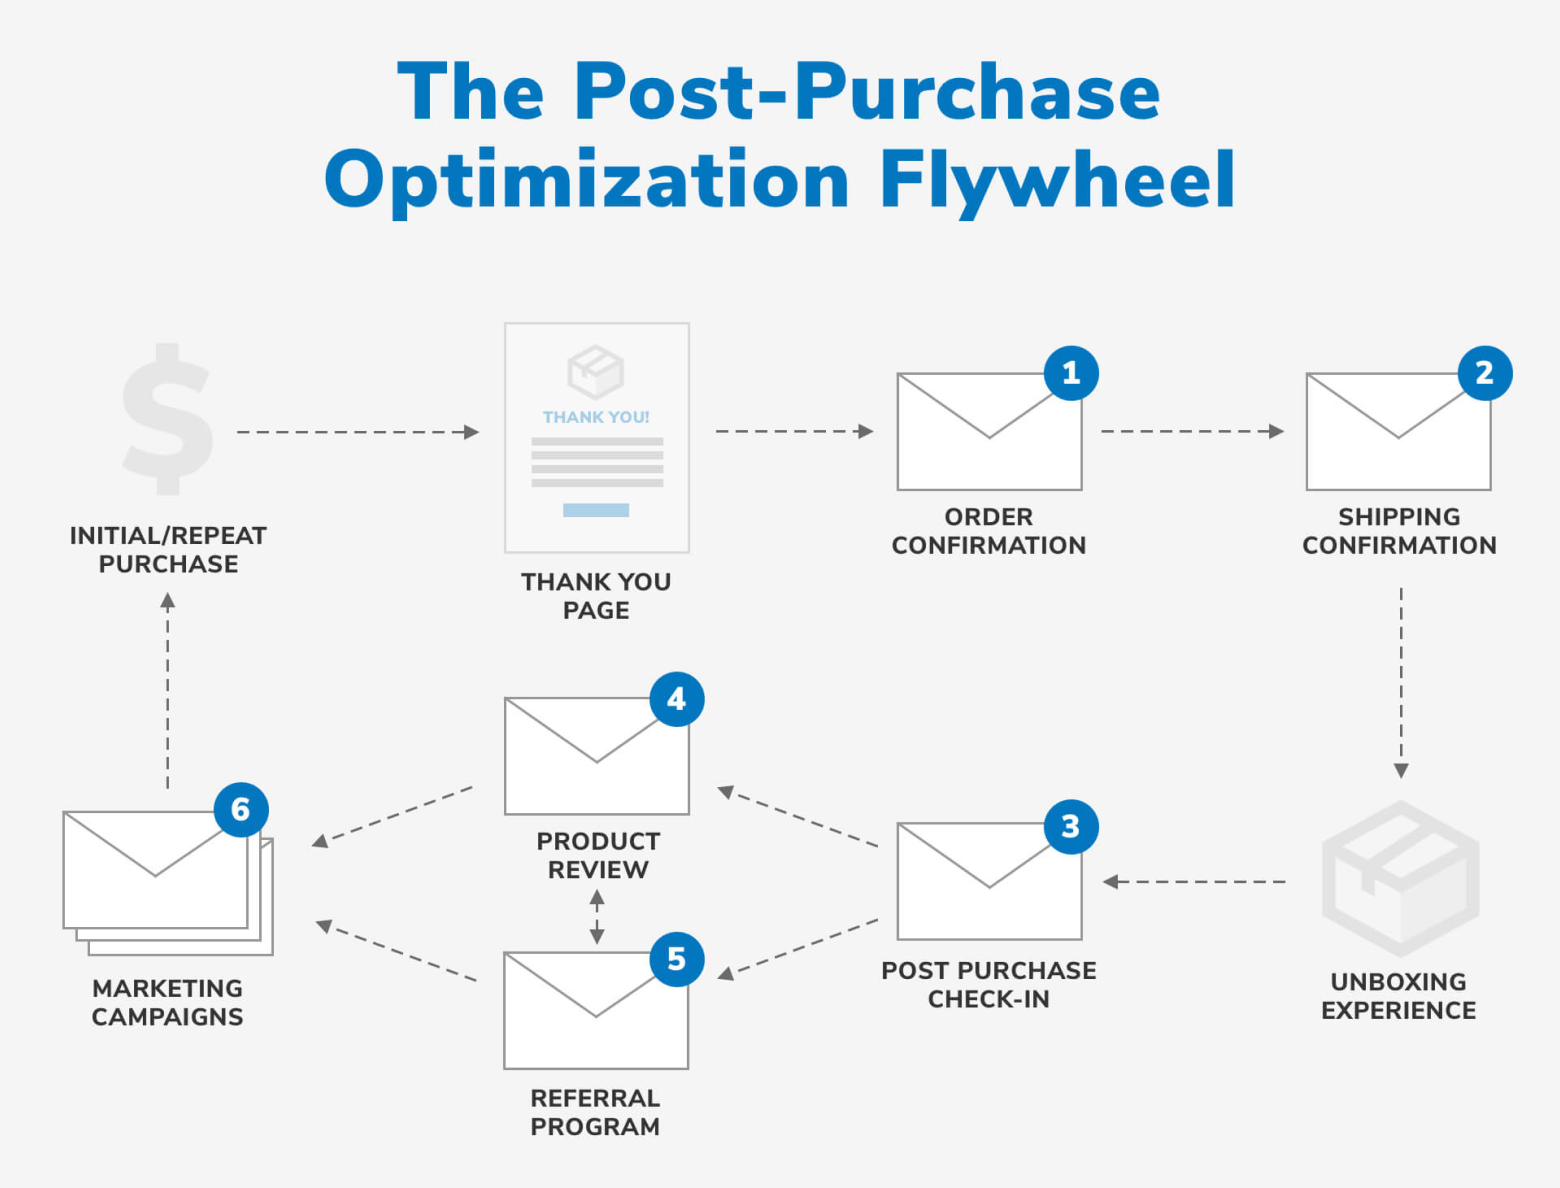 The Post-Purchase
Optimization Flywheel
THANK YOU!
1
2
INITIAL/REPEAT
PURCHASE
THANK YOU
PAGE
ORDER
CONFIRMATION
SHIPPING
CONFIRMATION
4
PRODUCT
REVIEW
6
MARKETING
CAMPAIGNS
3
POST PURCHASE
CHECK-IN
UNBOXING
EXPERIENCE
5
REFERRAL
PROGRAM